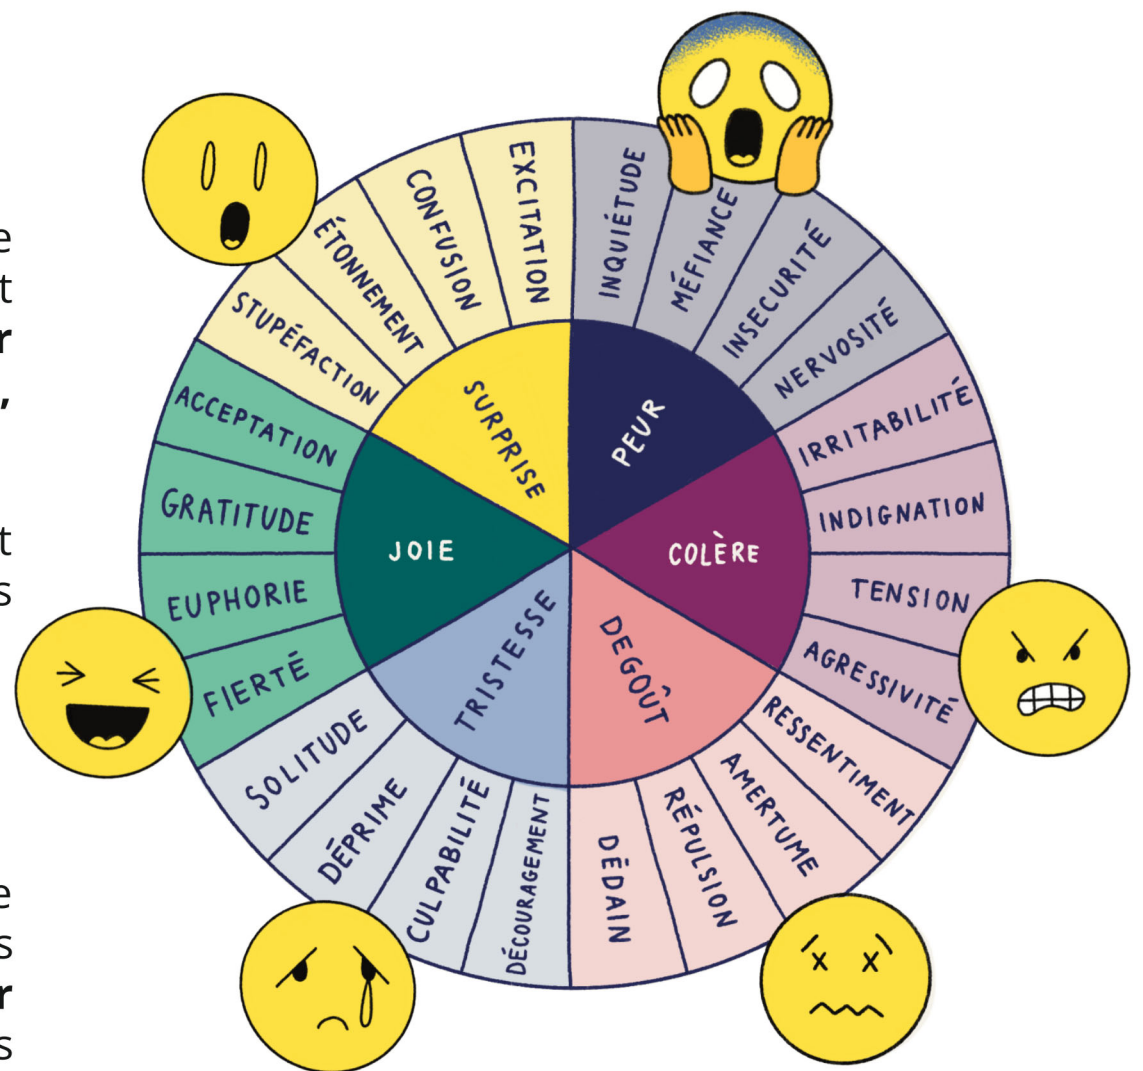 e
t
r
,
t
s
e
s
r
s
EXCITATION
CONFUSION
ÉTONNEMENT
STUPÉFACTION
SURPRISE
INQUIÉTUDE
MÉFIANCE
INSECURITÉ
NERVOSITÉ
PEUR
IRRITABILITÉ
INDIGNATION
TENSION
AGRESSIVITÉ
COLÈRE
RESSENTIMENT
AMERTUME
RÉPULSION
DÉDAIN
DEGOÛT
DÉCOURAGEMENT
CULPABILITÉ
DÉPRIME
SOLITUDE
TRISTESSE
FIERTÉ
EUPHORIE
GRATITUDE
ACCEPTATION
JOIE